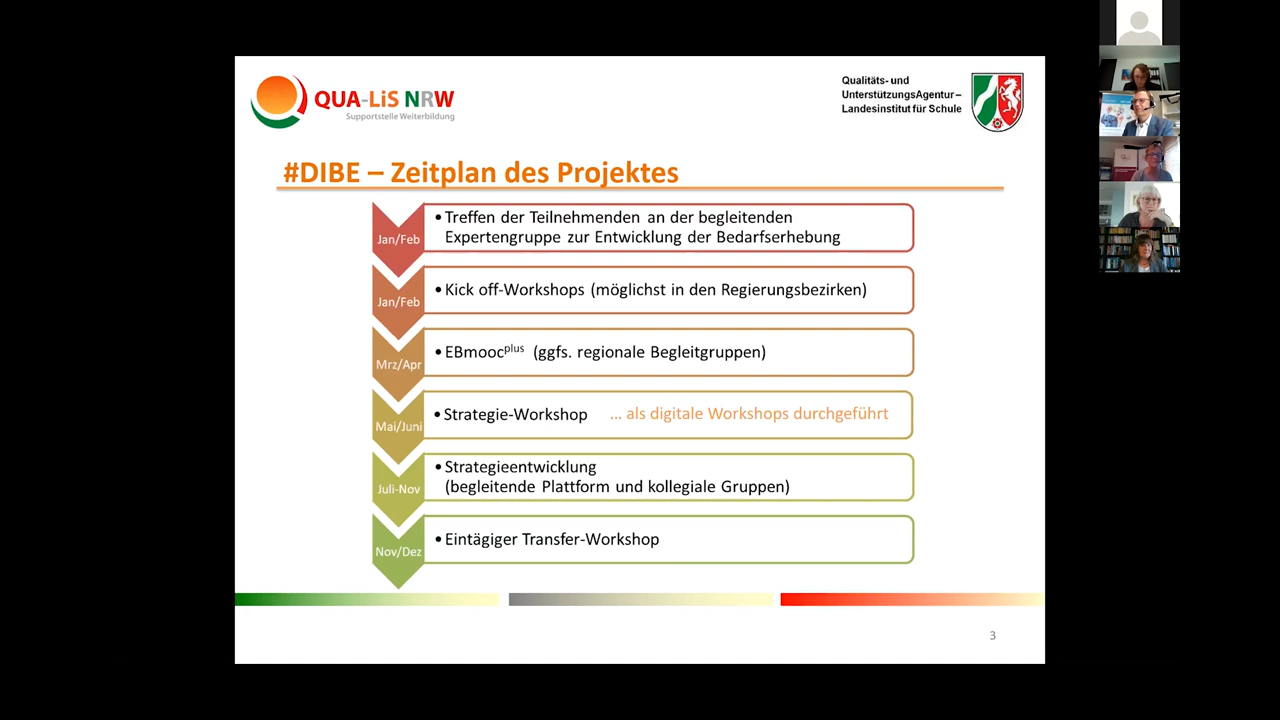 QUA-LiS NRW
Supportstelle Weiterbildung
Qualitäts- und
UnterstützungsAgentur –
Landesinstitut für Schule
#DIBE – Zeitplan des Projektes
Jan/Feb
• Treffen der Teilnehmenden an der begleitenden
Expertengruppe zur Entwicklung der Bedarfserhebung
Jan/Feb
• Kick off-Workshops (möglichst in den Regierungsbezirken)
Mrz/Apr
• EBmoocplus (ggfs. regionale Begleitgruppen)
Mai/Juni
• Strategie-Workshop ... als digitale Workshops durchgeführt
Juli-Nov
• Strategieentwicklung
(begleitende Plattform und kollegiale Gruppen)
Nov/Dez
• Eintägiger Transfer-Workshop
3